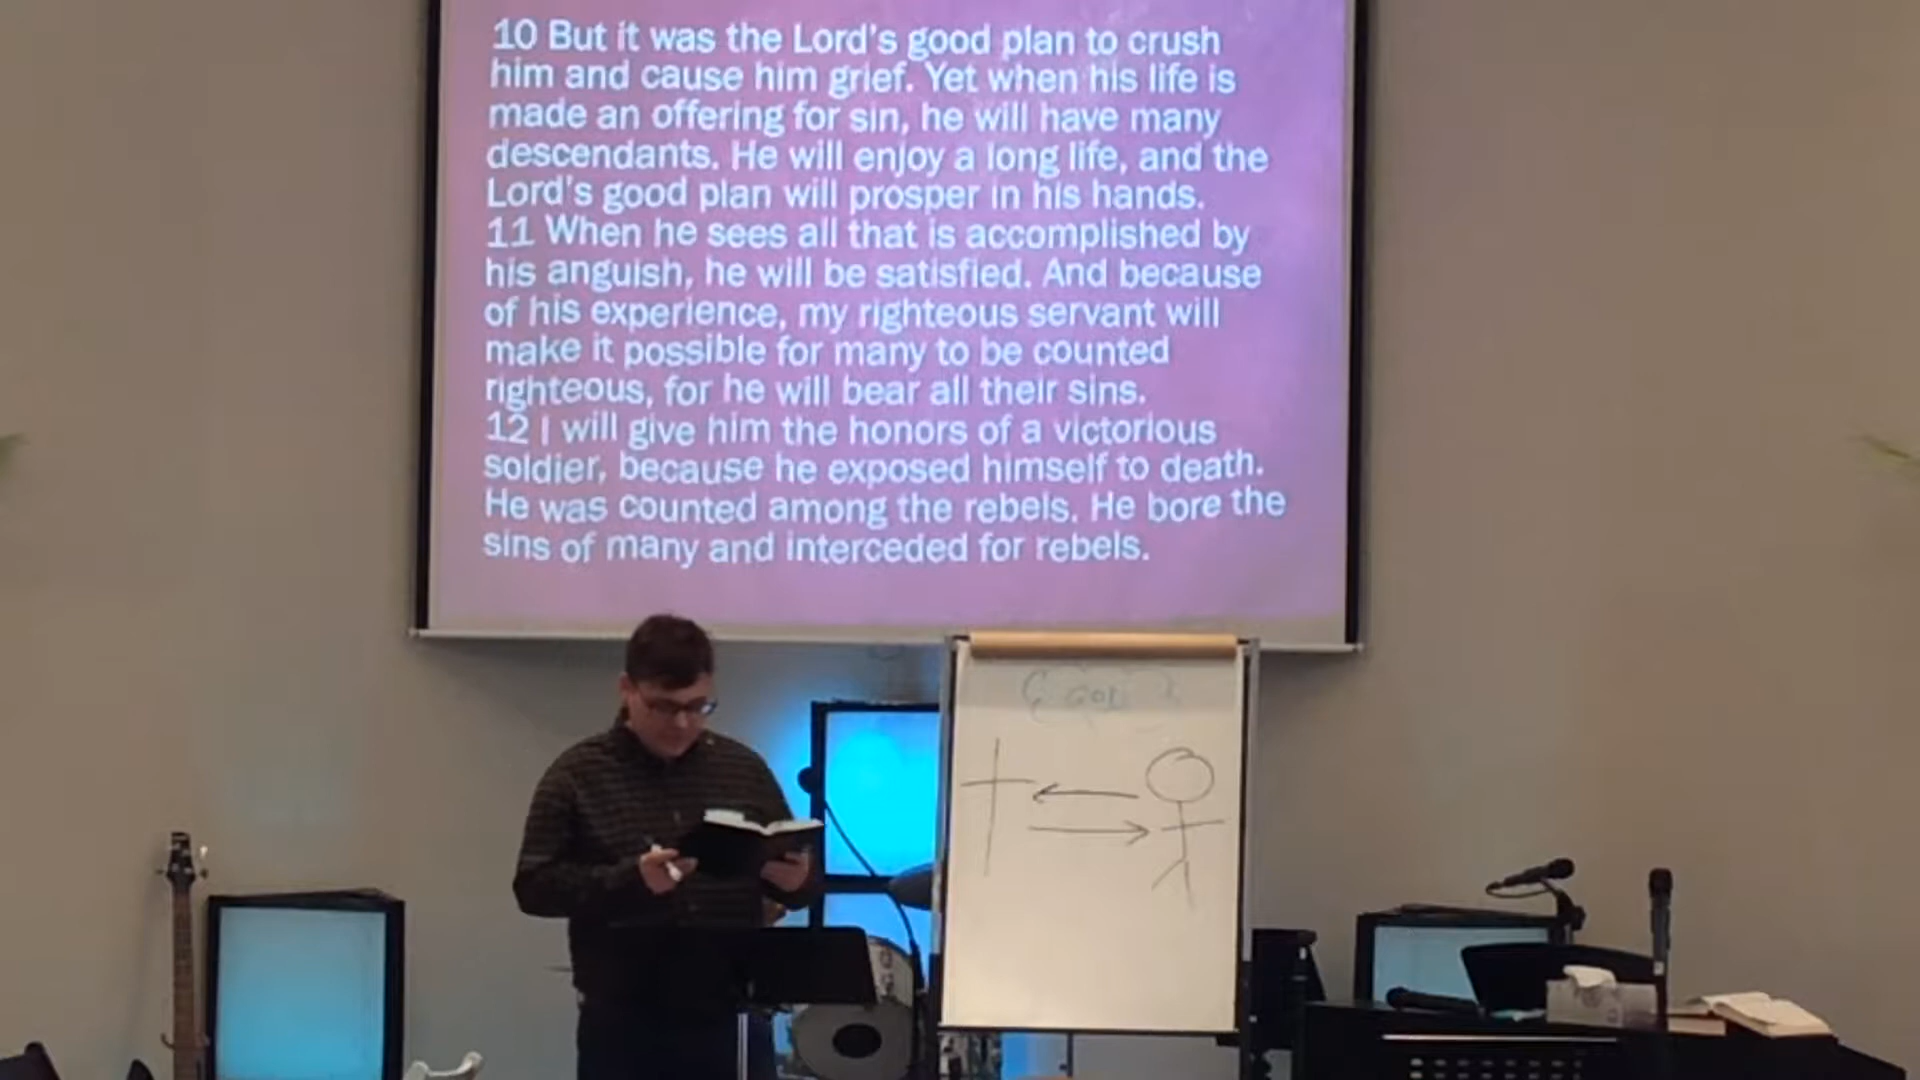 10 But it was the Lord's good plan to crush
him and cause him grief. Yet when his life is
made an offering for sin, he will have many
descendants. He will enjoy a long life, and the
Lord's good plan will prosper in his hands.
11 When he sees all that is accomplished by
his anguish, he will be satisfied. And because
of his experience, my righteous servant will
make it possible for many to be counted
righteous, for he will bear all their sins.
12 I will give him the honors of a victorious
soldier, because he exposed himself to death.
He was counted among the rebels. He bore the
sins of many and interceded for rebels.
GOD